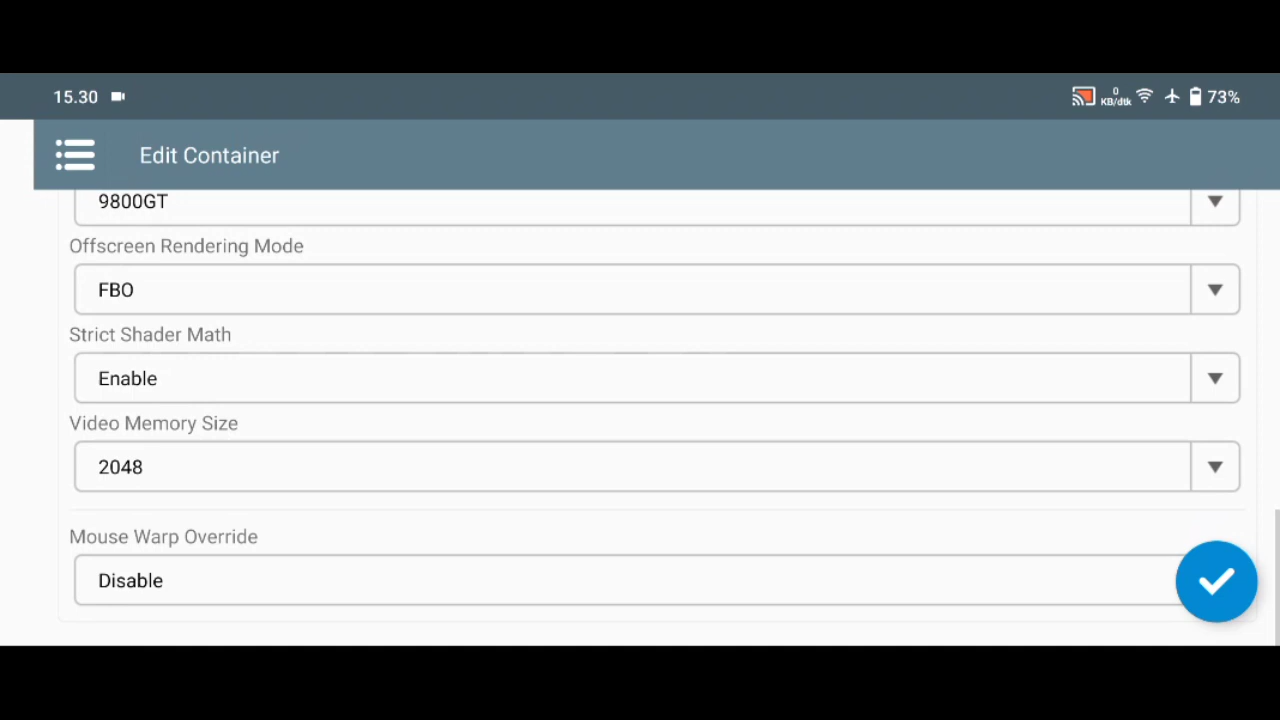 15.30
0
KB/dtk
73%
Edit Container
9800GT
Offscreen Rendering Mode
FBO
Strict Shader Math
Enable
Video Memory Size
2048
Mouse Warp Override
Disable